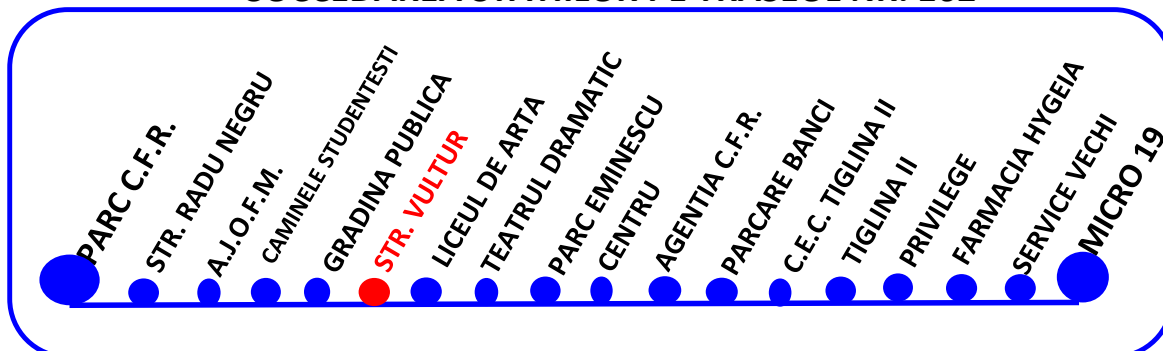 PARC C.F.R.
STR. RADU NEGRU
A.J.O.F.M.
CAMINELE STUDENTESTI
GRADINA PUBLICA
STR. VULTUR
LICEUL DE ARTA
TEATRUL DRAMATIC
PARC EMINESCU
CENTRU
AGENTIA C.F.R.
PARCARE BANCI
C.E.C. TIGLINA II
TIGLINA II
PRIVILEGE
FARMACIA HYGEIA
SERVICE VECHI
MICRO 19